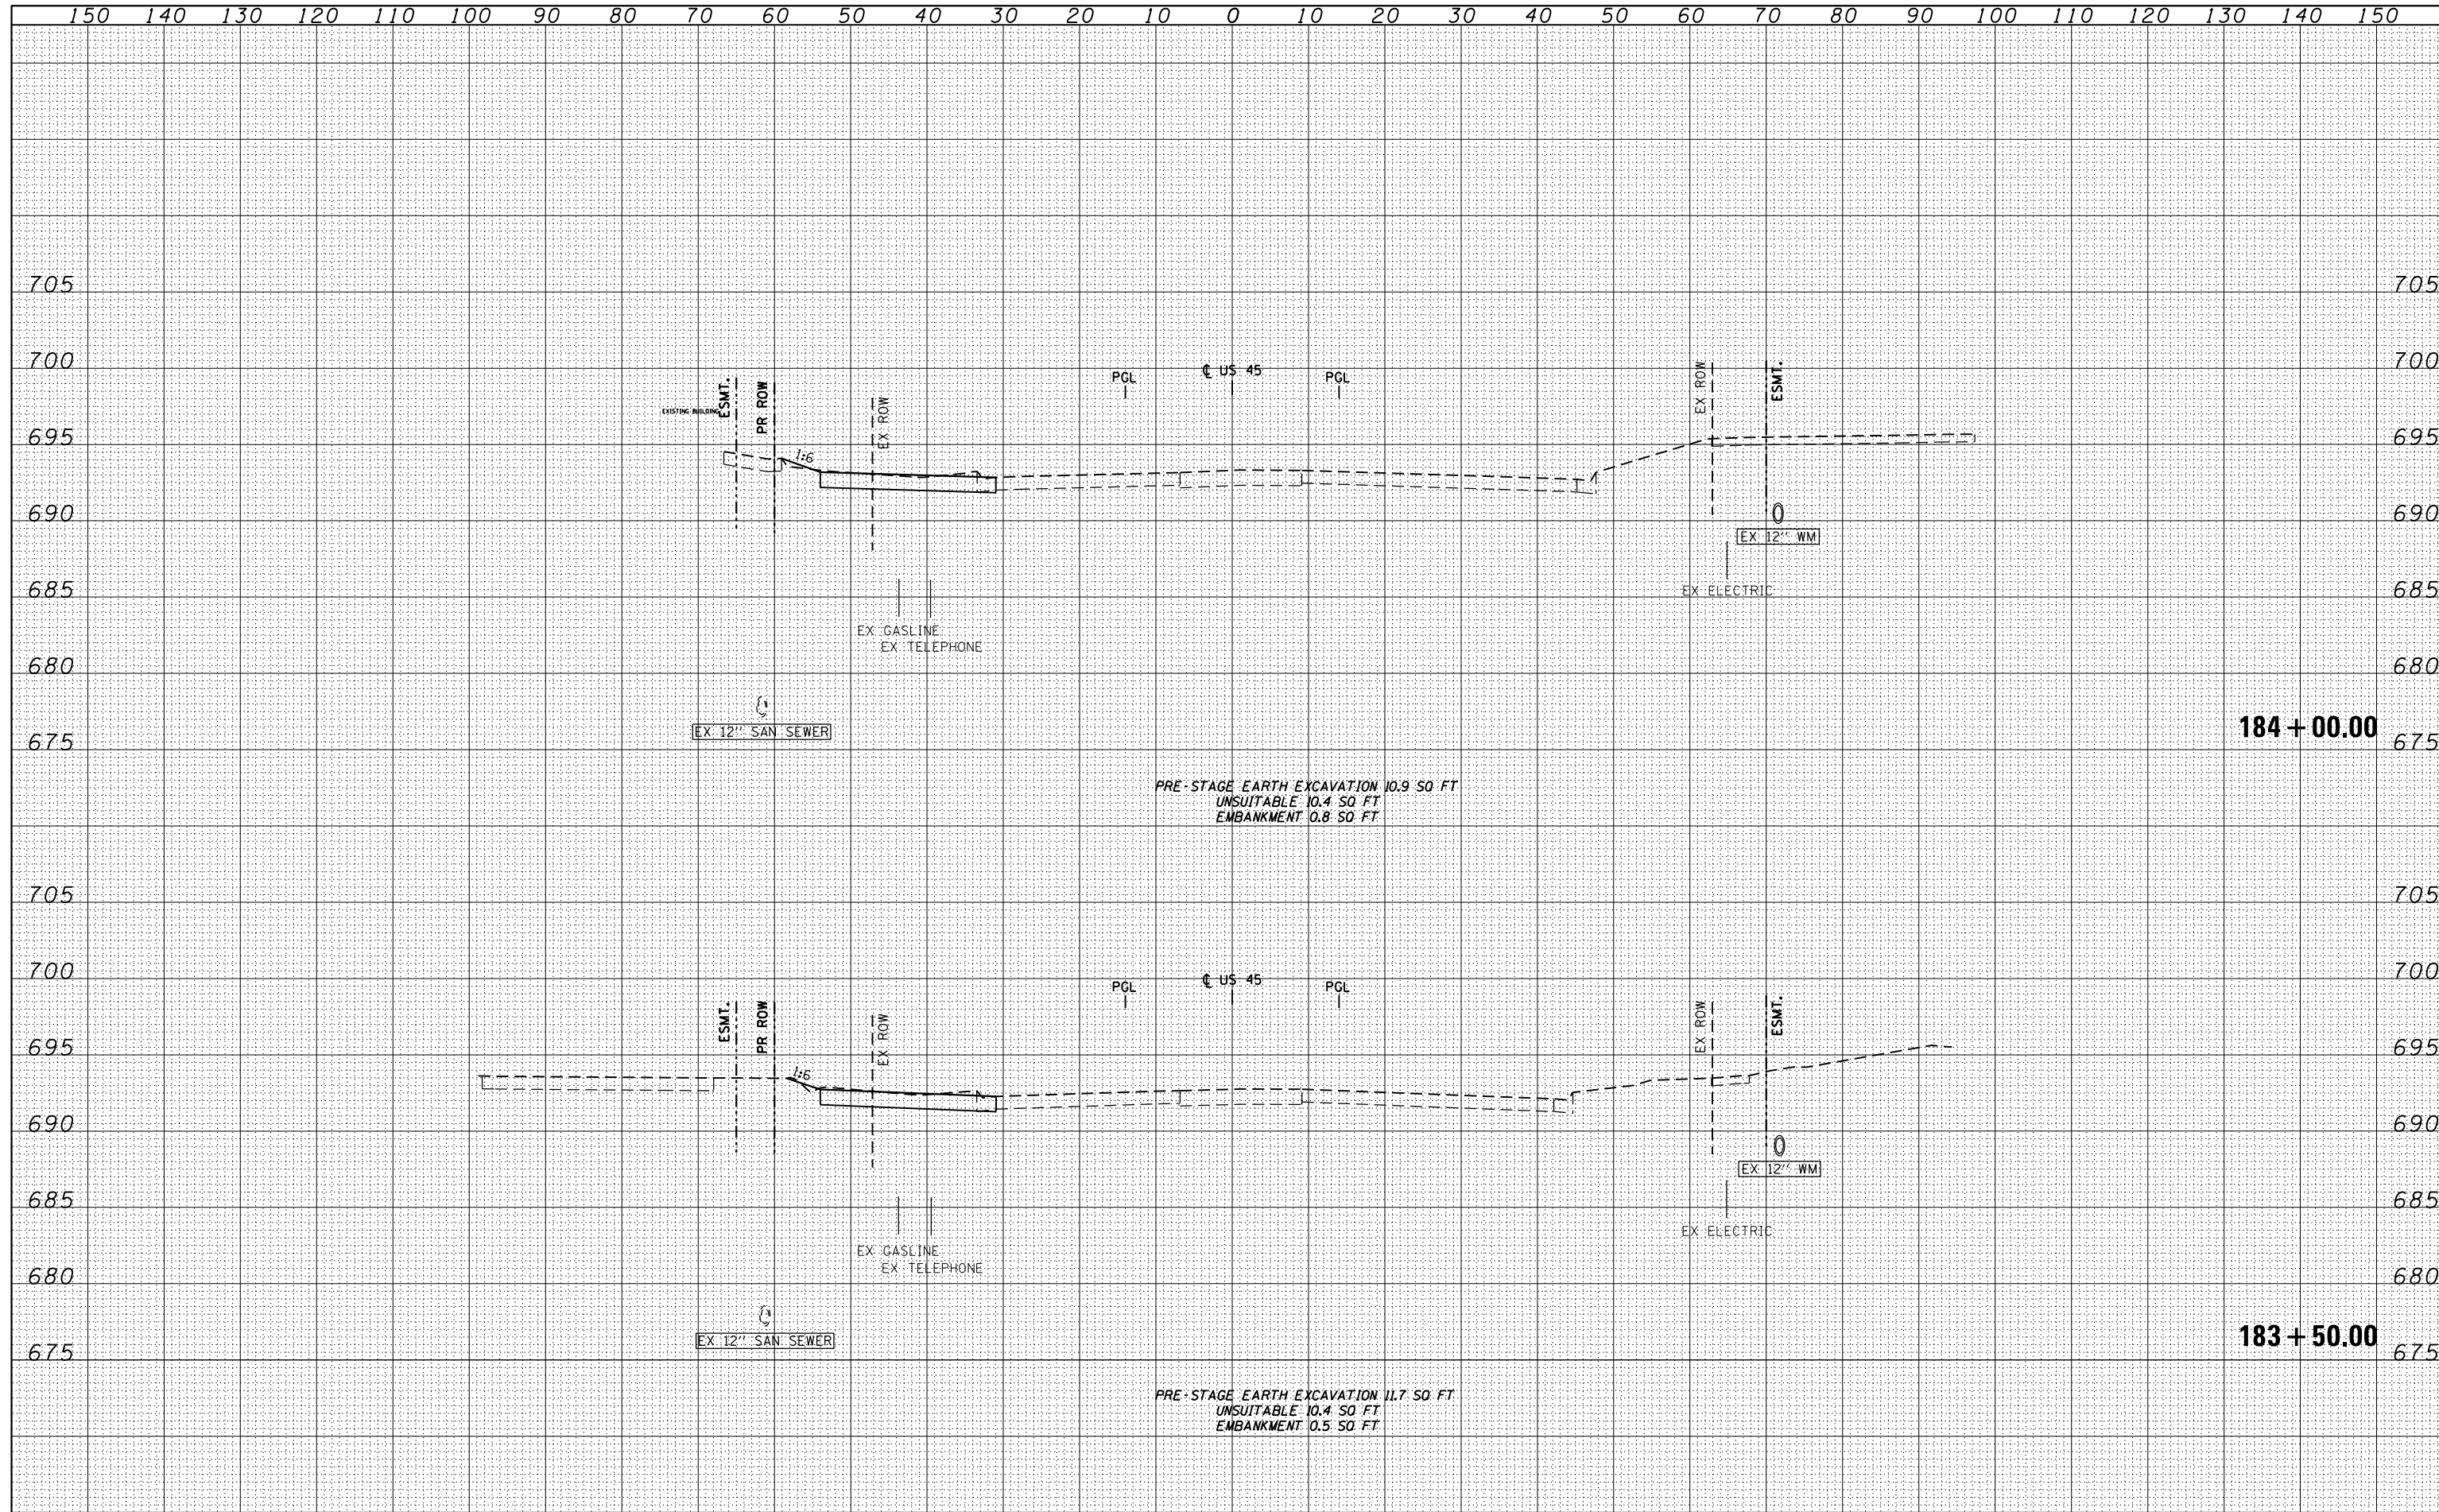 150 140 130 120 110 100 90 80 70 60 50 40 30 20 10 0 10 20 30 40 50 60 70 80 90 100 110 120 130 140 150
705 705
700 700
℄ US 45
PGL PGL
ESMT. PR ROW EX ROW EX ROW ESMT.
EXISTING BUILDING
695 695
1:6
690 690
EX 12'' WM
685 685
EX ELECTRIC
EX GASLINE
EX TELEPHONE
680 680
EX 12'' SAN SEWER
184+00.00
675 675
PRE-STAGE EARTH EXCAVATION 10.9 SQ FT
UNSUITABLE 10.4 SQ FT
EMBANKMENT 0.8 SQ FT
705 705
700 700
℄ US 45
PGL PGL
ESMT. PR ROW EX ROW EX ROW ESMT.
695 695
1:6
690 690
EX 12'' WM
685 685
EX ELECTRIC
EX GASLINE
EX TELEPHONE
680 680
EX 12'' SAN SEWER
183+50.00
675 675
PRE-STAGE EARTH EXCAVATION 11.7 SQ FT
UNSUITABLE 10.4 SQ FT
EMBANKMENT 0.5 SQ FT